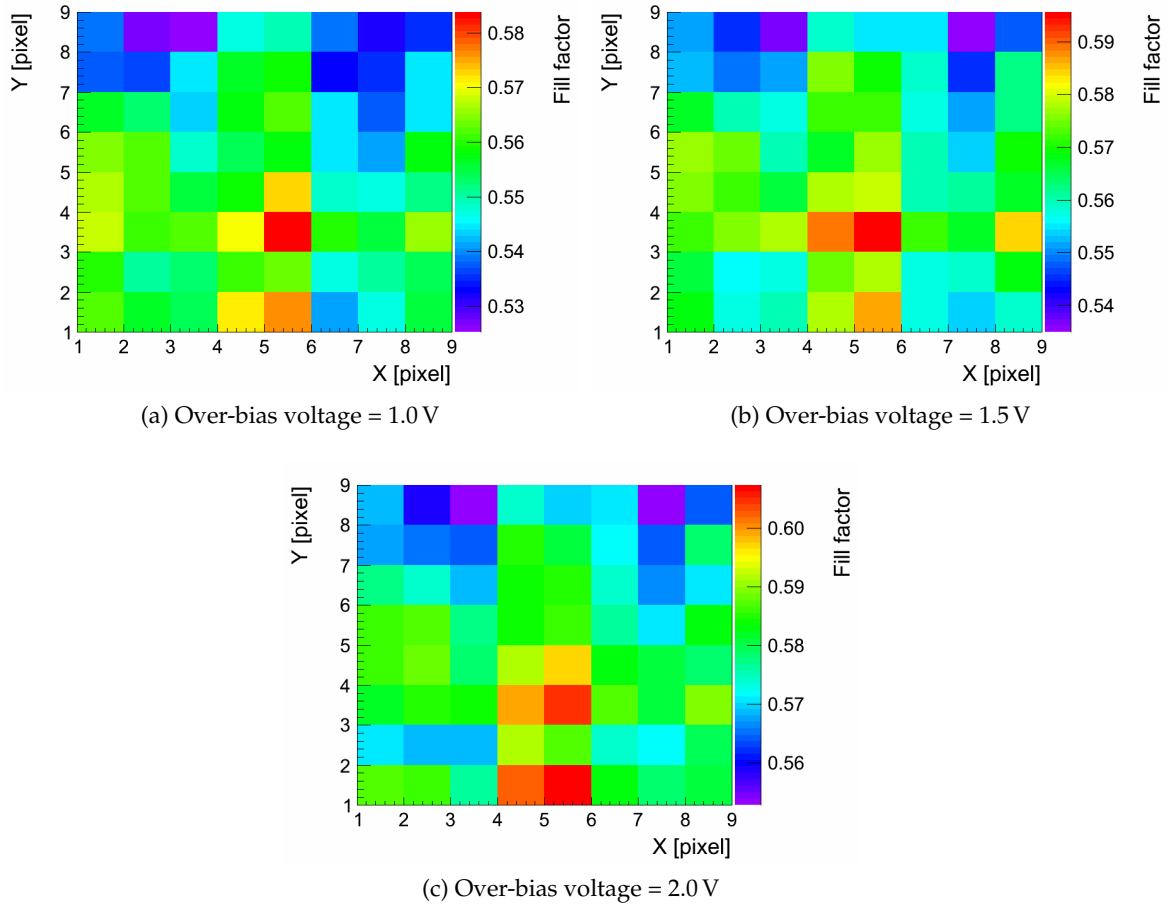 9
8
7
6
5
4
3
2
1
Y [pixel]
1 2 3 4 5 6 7 8 9
X [pixel]
0.58
0.57
0.56
0.55
0.54
0.53
Fill factor
(a) Over-bias voltage = 1.0 V
9
8
7
6
5
4
3
2
1
Y [pixel]
1 2 3 4 5 6 7 8 9
X [pixel]
0.59
0.58
0.57
0.56
0.55
0.54
Fill factor
(b) Over-bias voltage = 1.5 V
9
8
7
6
5
4
3
2
1
Y [pixel]
1 2 3 4 5 6 7 8 9
X [pixel]
0.60
0.59
0.58
0.57
0.56
Fill factor
(c) Over-bias voltage = 2.0 V